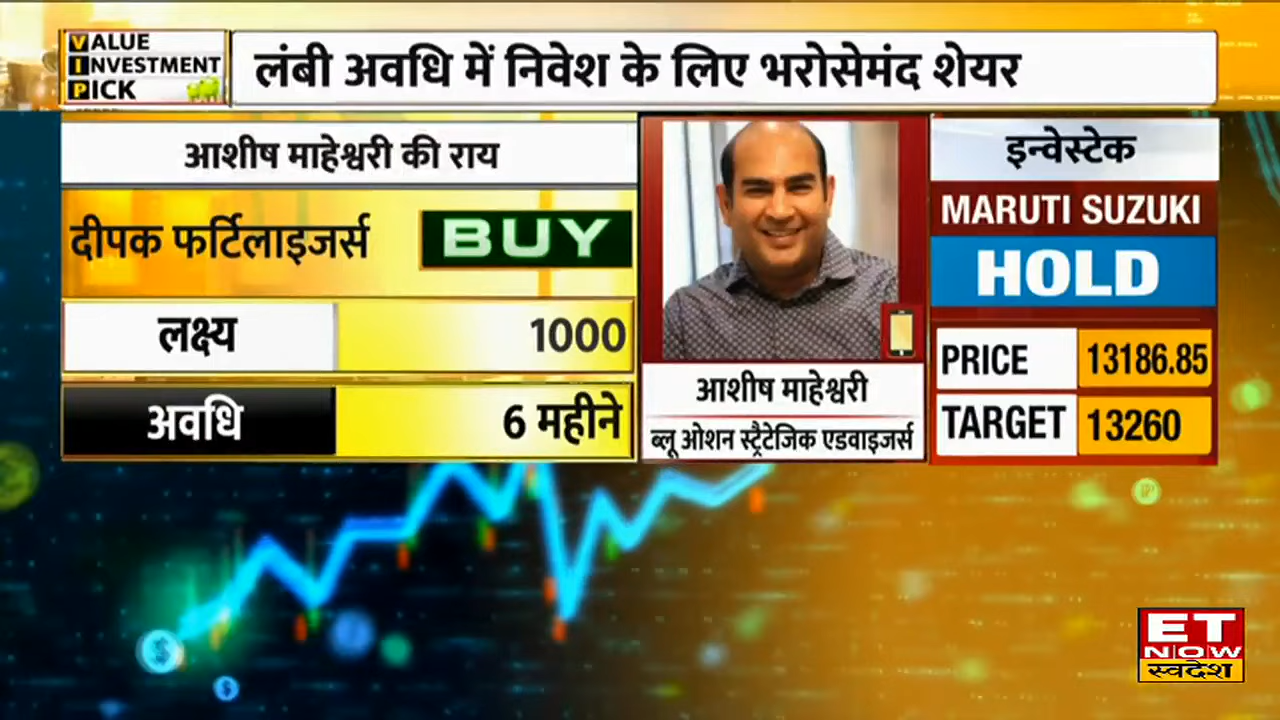 VALUE
INVESTMENT
PICK
लंबी अवधि में निवेश के लिए भरोसेमंद शेयर
आशीष माहेश्वरी की राय
दीपक फर्टिलाइजर्स BUY
लक्ष्य 1000
अवधि 6 महीने
आशीष माहेश्वरी
ब्लू ओशन स्ट्रैटेजिक एडवाइजर्स
इन्वेस्टेक
MARUTI SUZUKI
HOLD
PRICE 13186.85
TARGET 13260
ET
NOW
स्वदेश